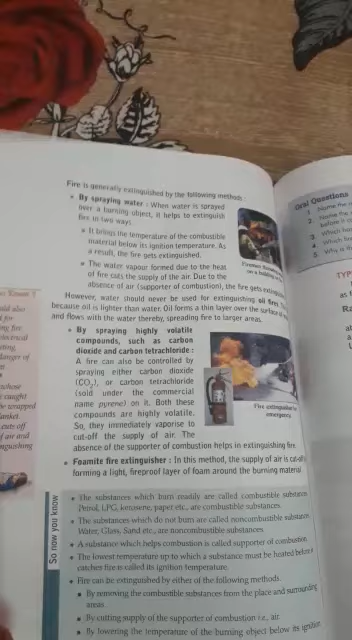 Fire is generally extinguished by the following methods :
• By spraying water : When water is sprayed
over a burning object, it helps to extinguish
fire in two ways :
• It brings the temperature of the combustible
material below its ignition temperature. As
a result, the fire gets extinguished.
• The water vapour formed due to the heat
of fire cuts the supply of the air. Due to the
absence of air (supporter of combustion), the fire gets
However, water should never be used for extinguishing oil fires
because oil is lighter than water. Oil forms a thin layer over the surface of
and flows with the water thereby, spreading fire to larger areas.
• By spraying highly volatile
compounds, such as carbon
dioxide and carbon tetrachloride :
A fire can also be controlled by
spraying either carbon dioxide
(CO₂), or carbon tetrachloride
(sold under the commercial
name pyrene) on it. Both these
compounds are highly volatile.
So, they immediately vaporise to
cut-off the supply of air. The
absence of supporter of combustion helps in extinguishing fire.
Fire extinguisher in
emergency
• Foamite fire extinguisher : In this method, the supply of air is cut-off
forming a light, fireproof layer of foam around the burning material
So now you know
• The substances which burn readily are called combustible
Petrol, LPG, kerosene, paper etc., are combustible substances.
• The substances which do not burn are called noncombustible
Water, Glass, Sand etc., are noncombustible substances.
• A substance which helps combustion is called supporter of combustion.
• The lowest temperature up to which a substance must be heated before
catches fire is called its ignition temperature.
• Fire can be extinguished by either of the following methods.
• By removing the combustible substances from the place and surrounding
areas
• By cutting supply of the supporter of combustion i.e., air
• By lowering the temperature of the burning object below its ignition
Oral Questions
1. Name the
2. Name the
3. Which
4. Which
5. Why is
TYP